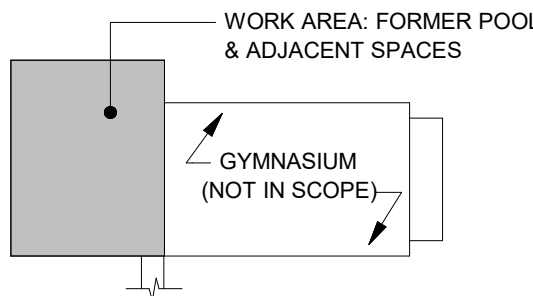 WORK AREA: FORMER POOL
& ADJACENT SPACES
GYMNASIUM
(NOT IN SCOPE)